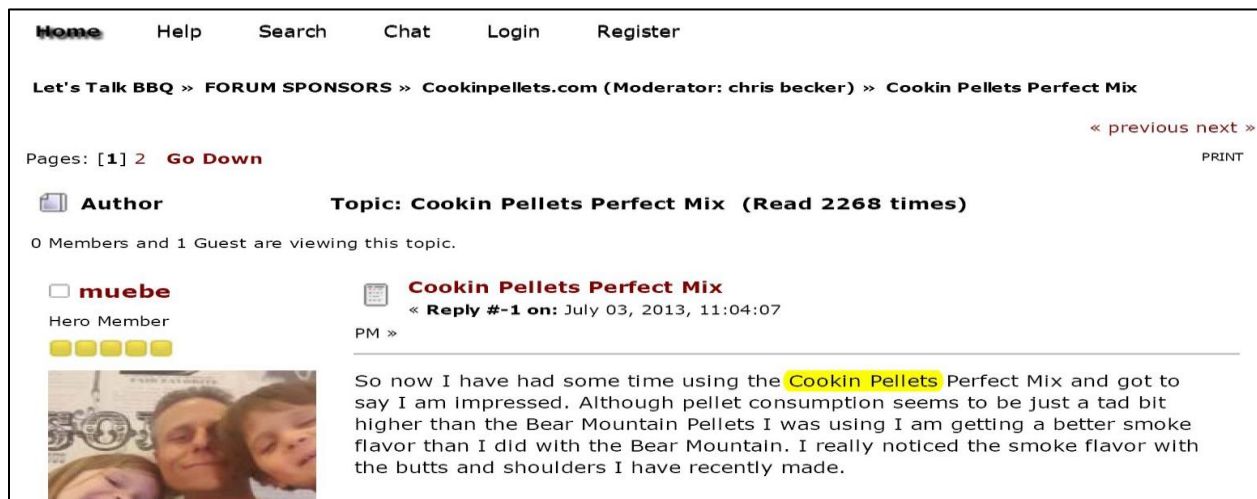 Home Help Search Chat Login Register
Let's Talk BBQ » FORUM SPONSORS » Cookinpellets.com (Moderator: chris becker) » Cookin Pellets Perfect Mix
« previous next »
Pages: [1] 2 Go Down PRINT
Author Topic: Cookin Pellets Perfect Mix (Read 2268 times)
0 Members and 1 Guest are viewing this topic.
muebe
Hero Member
Cookin Pellets Perfect Mix
« Reply #-1 on: July 03, 2013, 11:04:07
PM »
So now I have had some time using the Cookin Pellets Perfect Mix and got to
say I am impressed. Although pellet consumption seems to be just a tad bit
higher than the Bear Mountain Pellets I was using I am getting a better smoke
flavor than I did with the Bear Mountain. I really noticed the smoke flavor with
the butts and shoulders I have recently made.